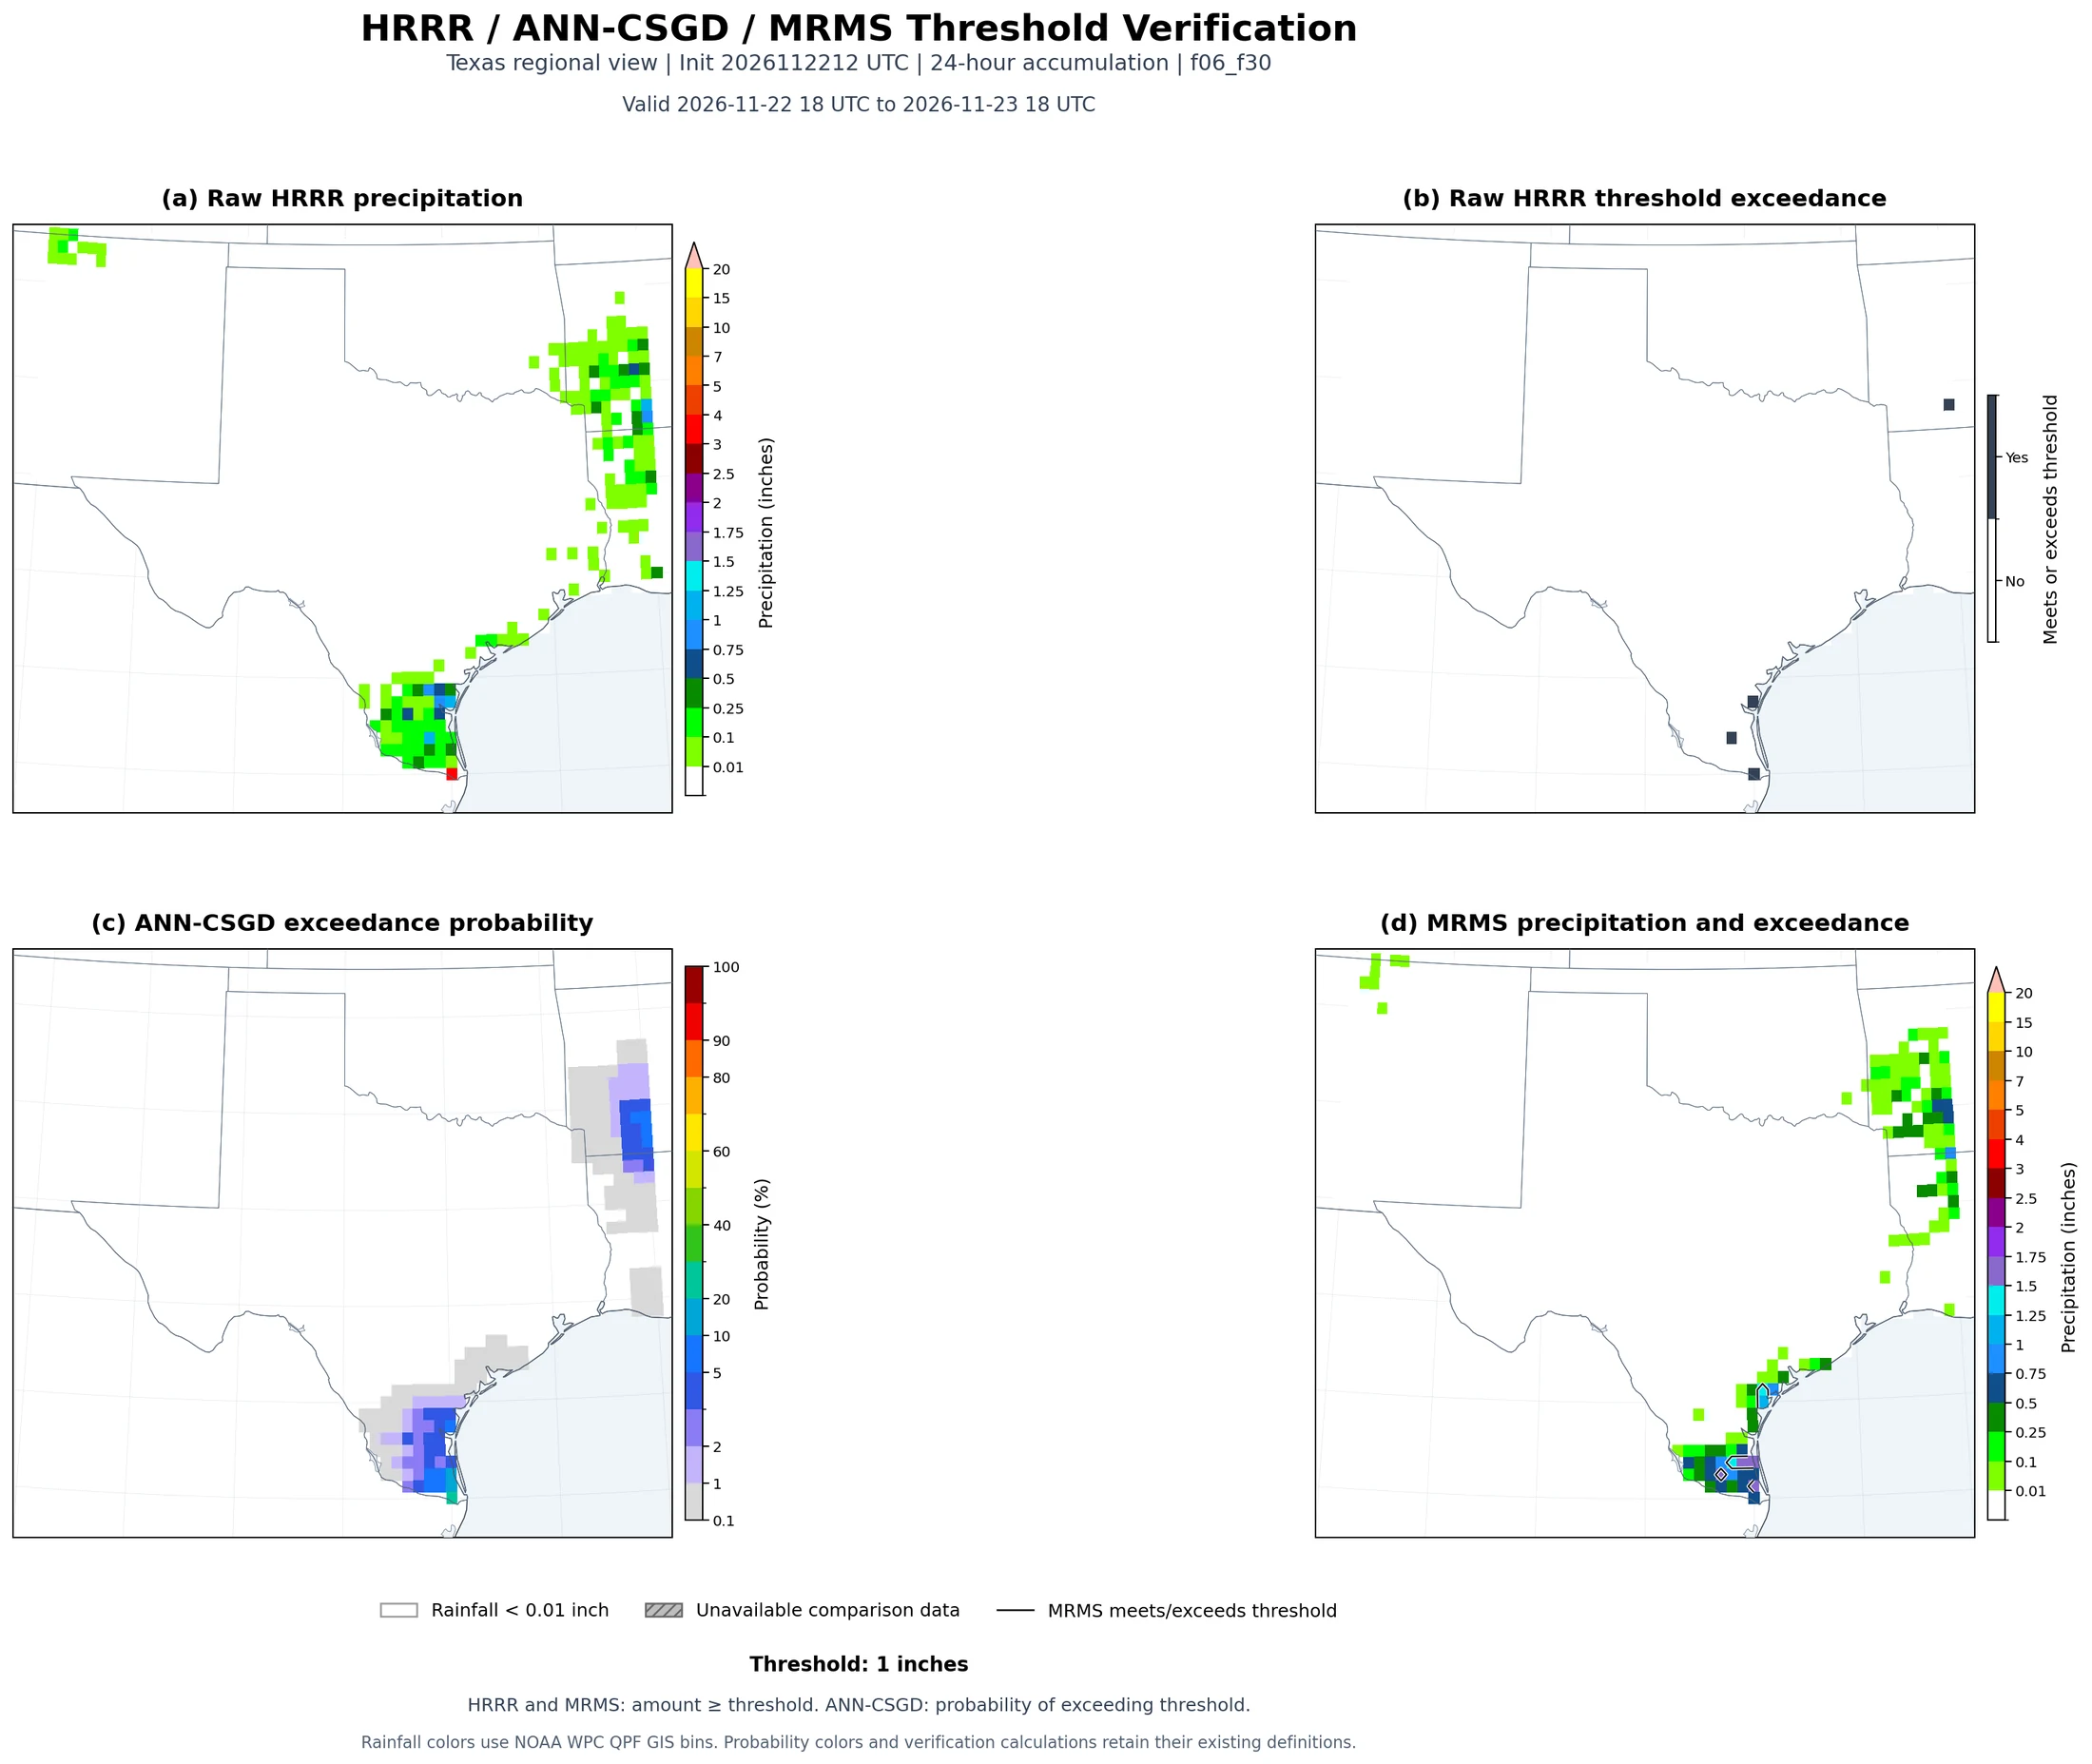 HRRR / ANN-CSGD / MRMS Threshold Verification
Texas regional view | Init 2026112212 UTC | 24-hour accumulation | f06_f30
Valid 2026-11-22 18 UTC to 2026-11-23 18 UTC
(a) Raw HRRR precipitation
20
15
10
7
5
4
3
2.5
2
1.75
1.5
1.25
1
0.75
0.5
0.25
0.1
0.01
Precipitation (inches)
(b) Raw HRRR threshold exceedance
Yes
No
Meets or exceeds threshold
(c) ANN-CSGD exceedance probability
100
90
80
60
40
20
10
5
2
1
0.1
Probability (%)
(d) MRMS precipitation and exceedance
20
15
10
7
5
4
3
2.5
2
1.75
1.5
1.25
1
0.75
0.5
0.25
0.1
0.01
Precipitation (inches)
Rainfall < 0.01 inch
Unavailable comparison data
MRMS meets/exceeds threshold
Threshold: 1 inches
HRRR and MRMS: amount ≥ threshold. ANN-CSGD: probability of exceeding threshold.
Rainfall colors use NOAA WPC QPF GIS bins. Probability colors and verification calculations retain their existing definitions.